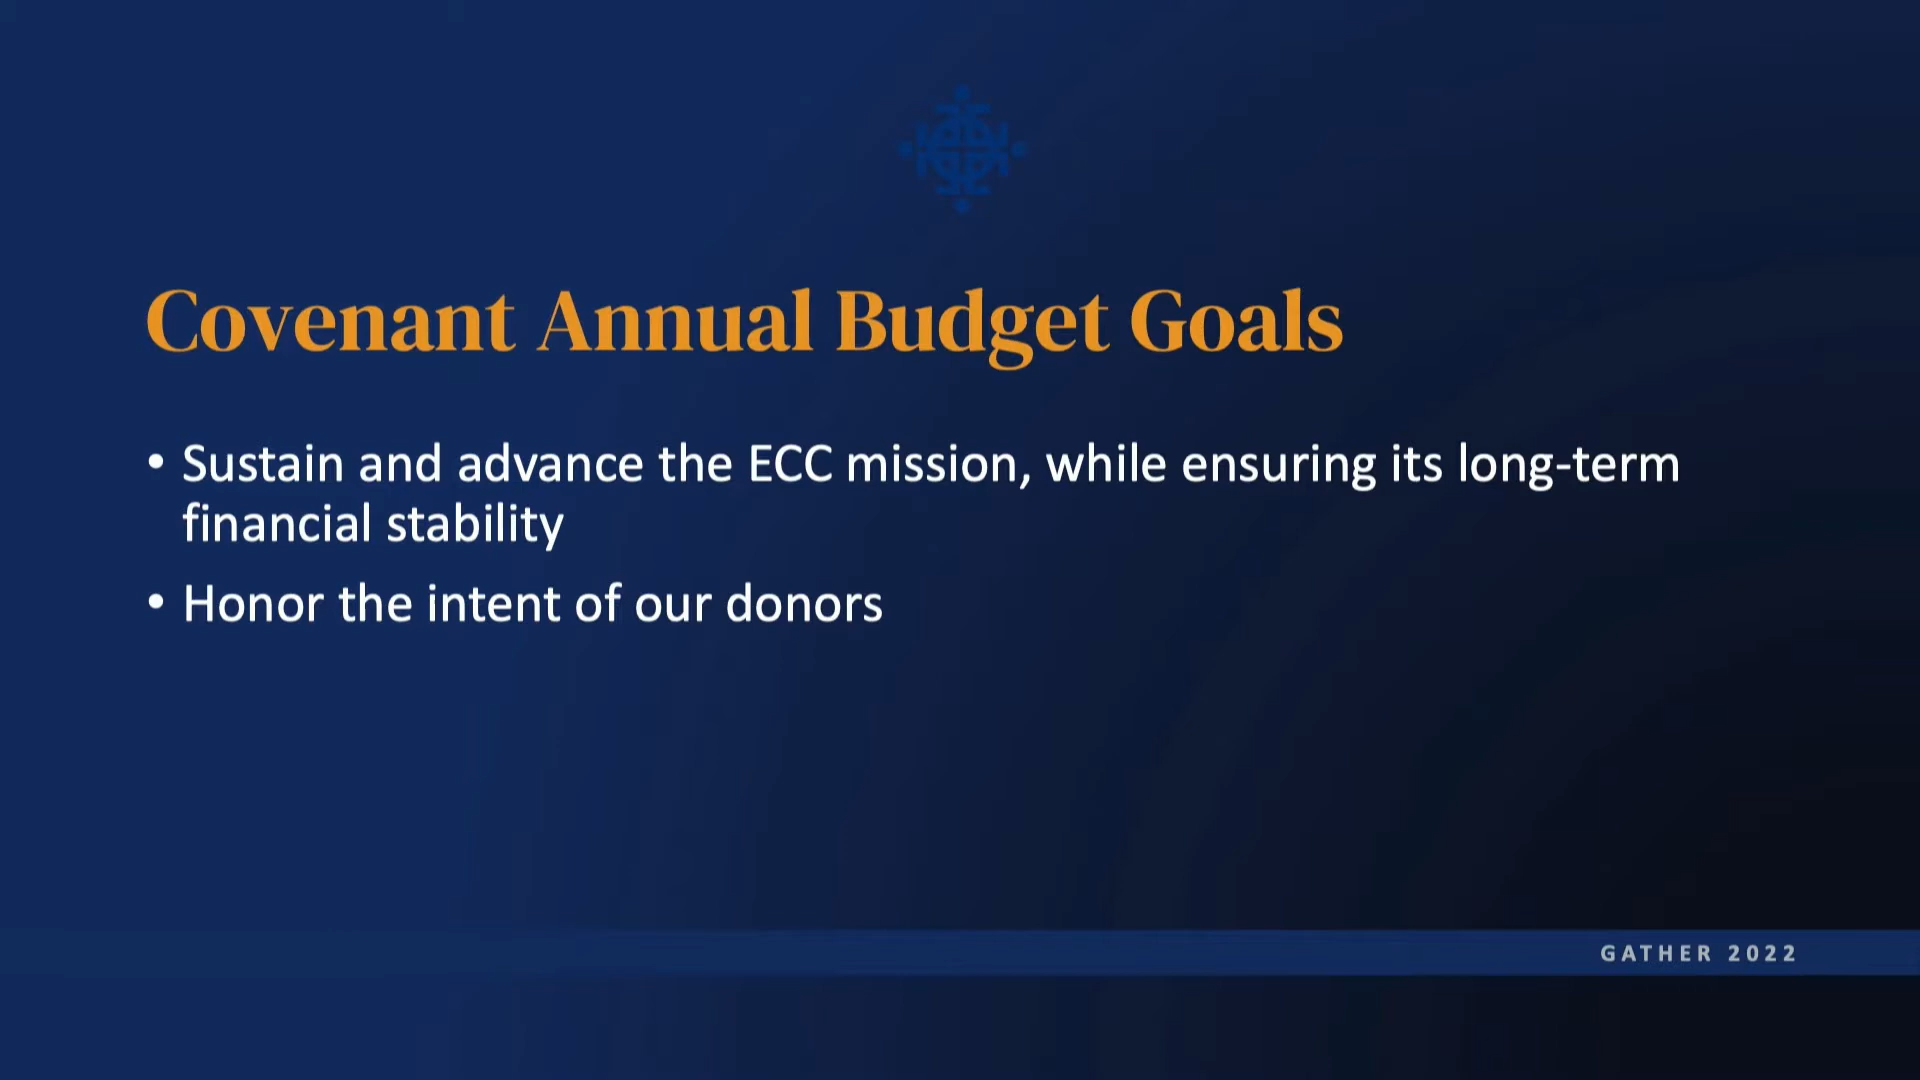 Covenant Annual Budget Goals
• Sustain and advance the ECC mission, while ensuring its long-term
financial stability
• Honor the intent of our donors
GATHER 2022